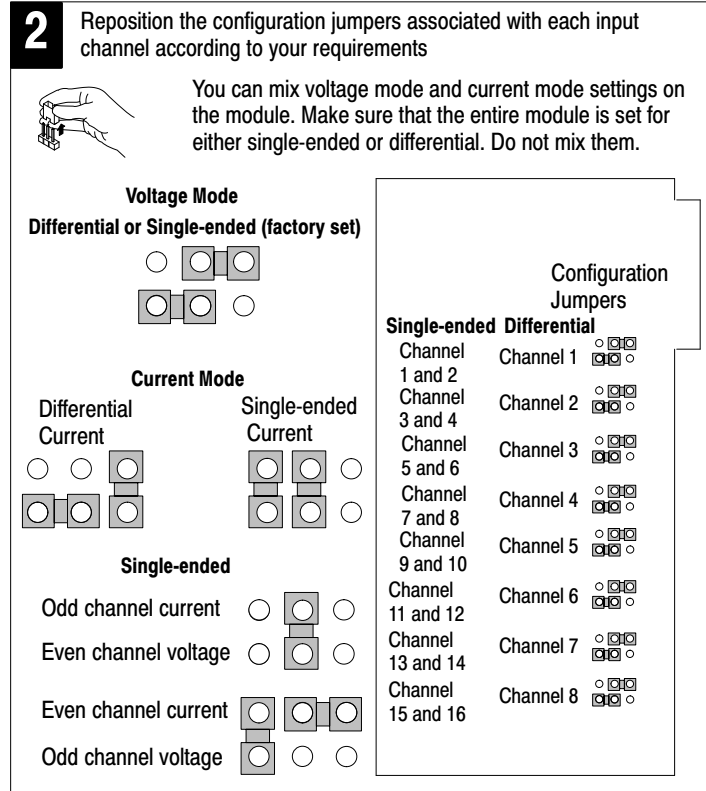 2
Reposition the configuration jumpers associated with each input
channel according to your requirements
You can mix voltage mode and current mode settings on
the module. Make sure that the entire module is set for
either single-ended or differential. Do not mix them.
Voltage Mode
Differential or Single-ended (factory set)
Current Mode
Differential
Current
Single-ended
Current
Single-ended
Odd channel current
Even channel voltage
Even channel current
Odd channel voltage
Configuration
Jumpers
Single-ended Differential
Channel
1 and 2
Channel 1
Channel
3 and 4
Channel 2
Channel
5 and 6
Channel 3
Channel
7 and 8
Channel 4
Channel
9 and 10
Channel 5
Channel
11 and 12
Channel 6
Channel
13 and 14
Channel 7
Channel
15 and 16
Channel 8